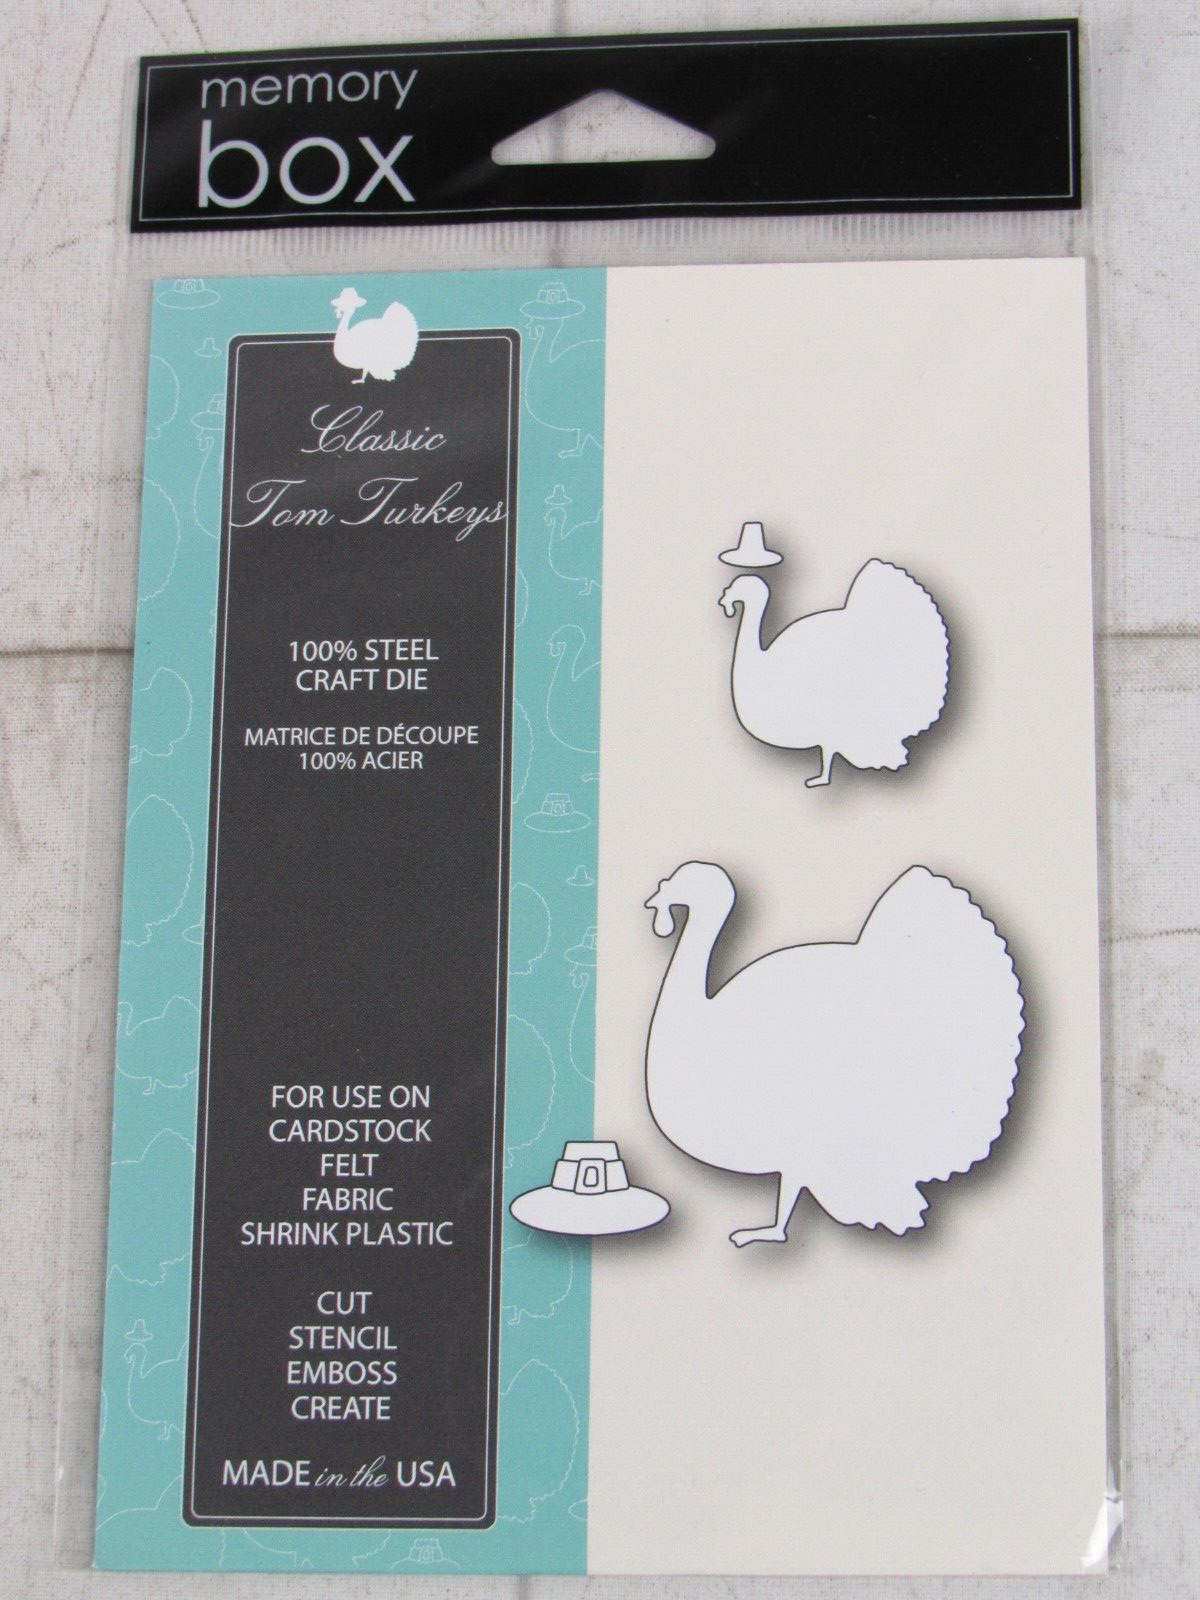 memory
box
Classic
Tom Turkeys
100% STEEL
CRAFT DIE
MATRICE DE DÉCOUPE
100% ACIER
FOR USE ON
CARDSTOCK
FELT
FABRIC
SHRINK PLASTIC
CUT
STENCIL
EMBOSS
CREATE
MADE in the USA